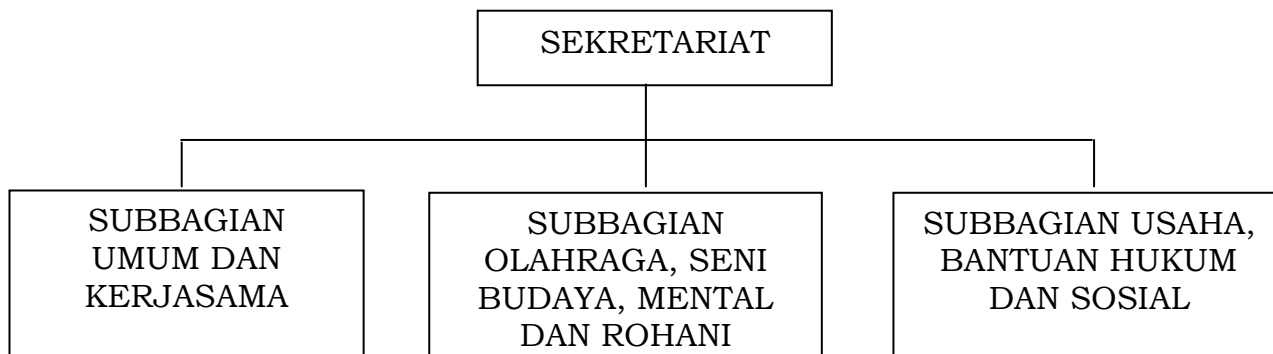 SEKRETARIAT
SUBBAGIAN
UMUM DAN
KERJASAMA
SUBBAGIAN
OLAHRAGA, SENI
BUDAYA, MENTAL
DAN ROHANI
SUBBAGIAN USAHA,
BANTUAN HUKUM
DAN SOSIAL